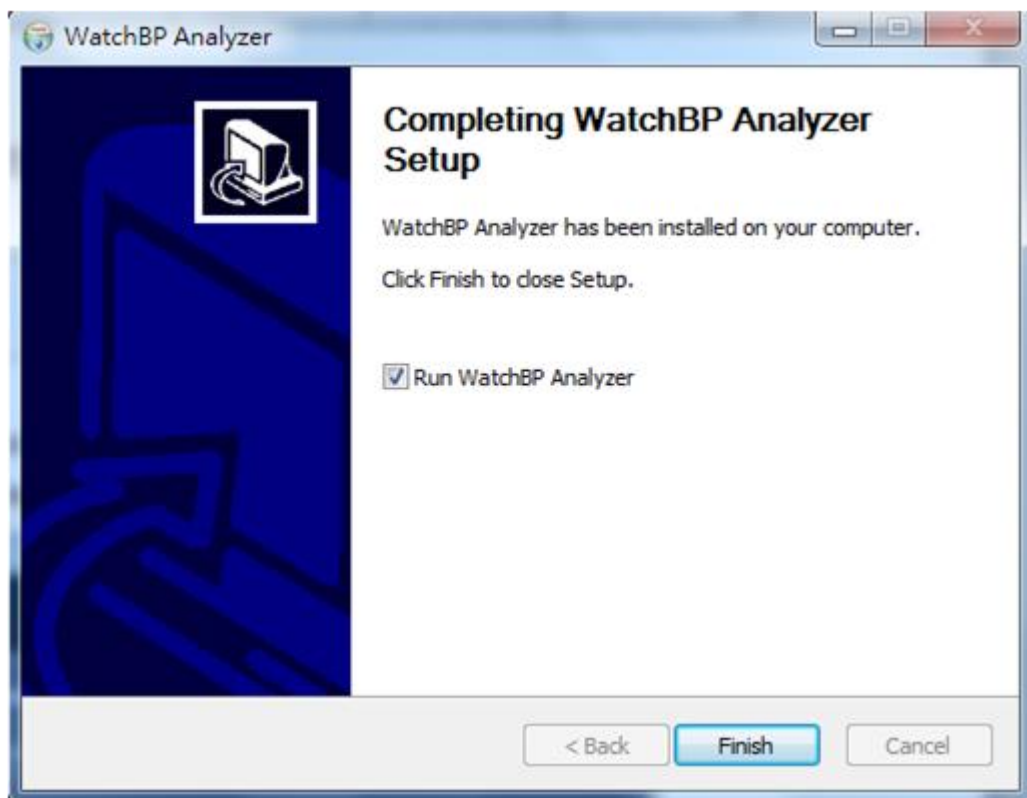 WatchBP Analyzer
Completing WatchBP Analyzer
Setup
WatchBP Analyzer has been installed on your computer.
Click Finish to close Setup.
Run WatchBP Analyzer
< Back
Finish
Cancel